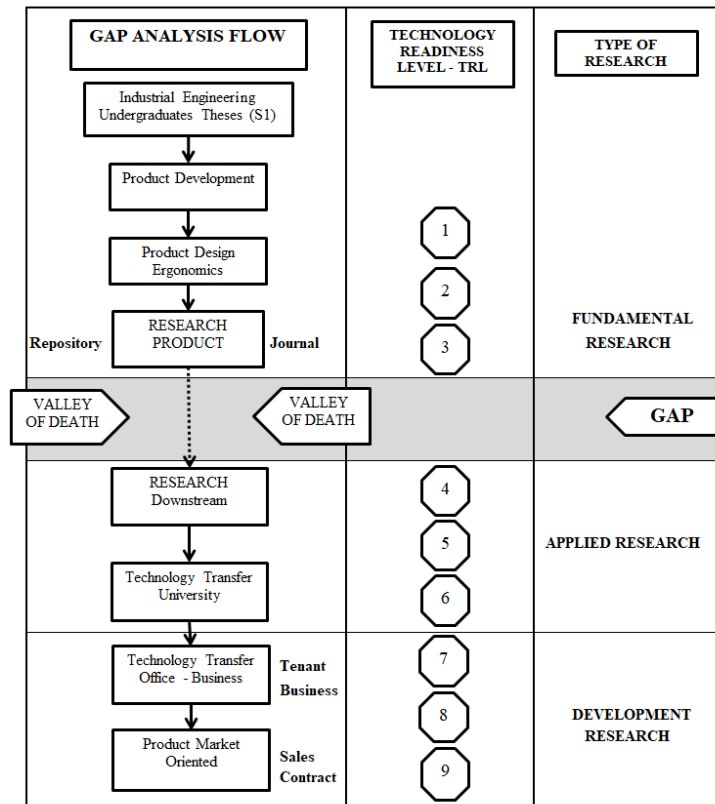 GAP ANALYSIS FLOW
TECHNOLOGY
READINESS
LEVEL - TRL
TYPE OF
RESEARCH
Industrial Engineering
Undergraduates Theses (S1)
Product Development
1
Product Design
Ergonomics
2
Repository
RESEARCH
PRODUCT
Journal
3
FUNDAMENTAL
RESEARCH
VALLEY
OF DEATH
VALLEY
OF DEATH
GAP
RESEARCH
Downstream
4
5
APPLIED RESEARCH
Technology Transfer
University
6
Technology Transfer
Office - Business
Tenant
Business
7
8
DEVELOPMENT
RESEARCH
Product Market
Oriented
Sales
Contract
9